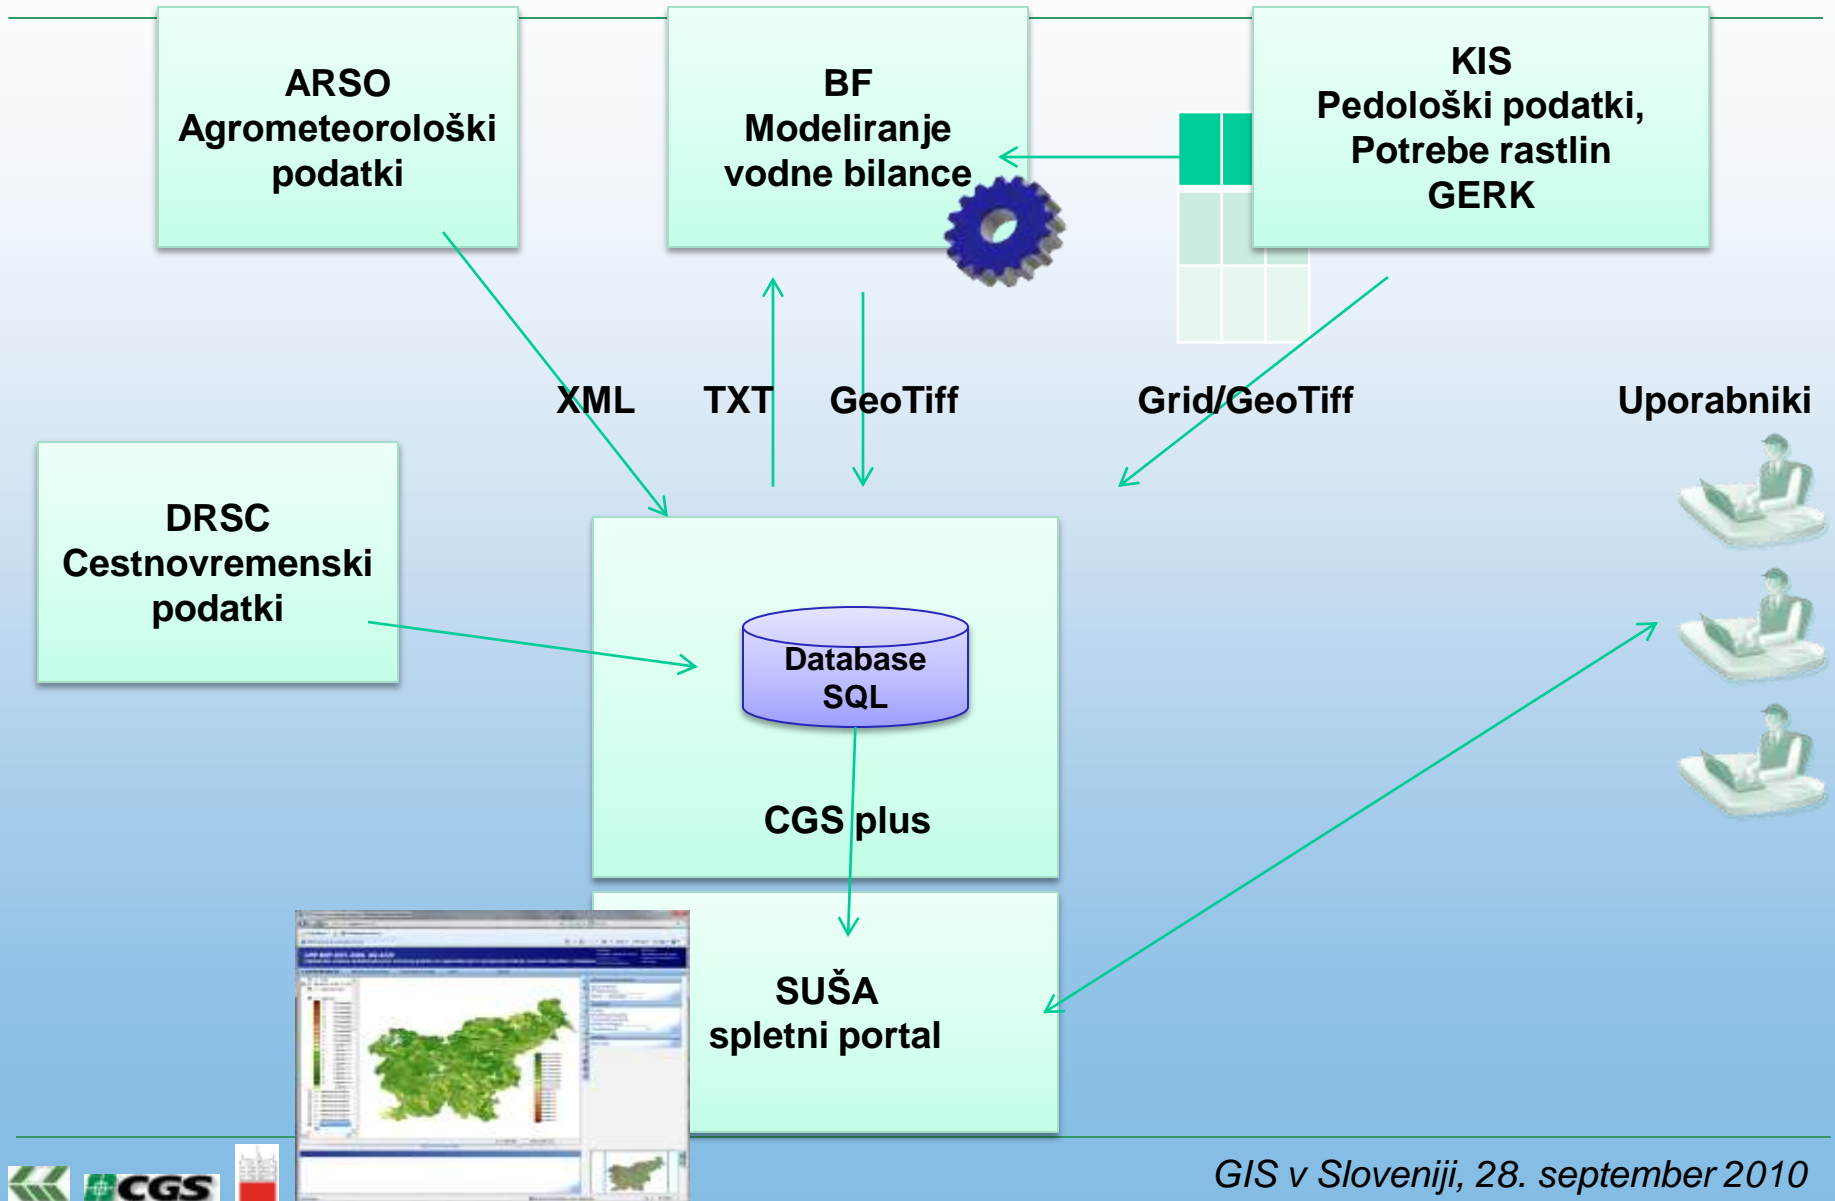 ARSO
Agrometeorološki
podatki
BF
Modeliranje
vodne bilance
KIS
Pedološki podatki,
Potrebe rastlin
GERK
XML
TXT
GeoTiff
Grid/GeoTiff
Uporabniki
DRSC
Cestnovremenski
podatki
Database
SQL
CGS plus
SUŠA
spletni portal
CGS
GIS v Sloveniji, 28. september 2010